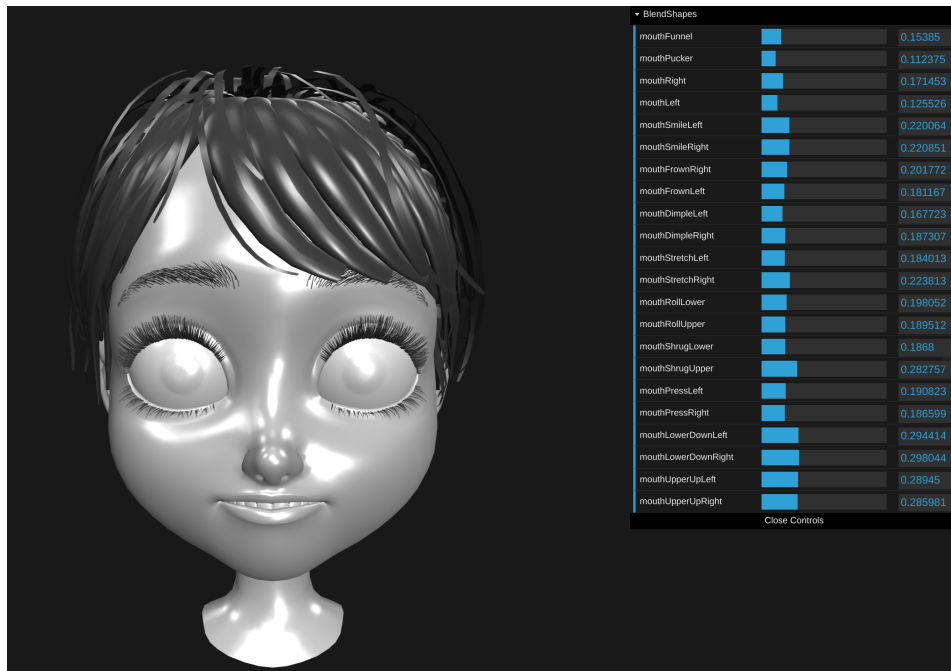 BlendShapes
mouthFunnel 0.15385
mouthPucker 0.112375
mouthRight 0.171453
mouthLeft 0.125526
mouthSmileLeft 0.220064
mouthSmileRight 0.220851
mouthFrownRight 0.201772
mouthFrownLeft 0.181167
mouthDimpleLeft 0.167723
mouthDimpleRight 0.187307
mouthStretchLeft 0.184013
mouthStretchRight 0.223813
mouthRollLower 0.198052
mouthRollUpper 0.189512
mouthShrugLower 0.1868
mouthShrugUpper 0.282757
mouthPressLeft 0.190823
mouthPressRight 0.186599
mouthLowerDownLeft 0.294414
mouthLowerDownRight 0.298044
mouthUpperUpLeft 0.28945
mouthUpperUpRight 0.285981
Close Controls